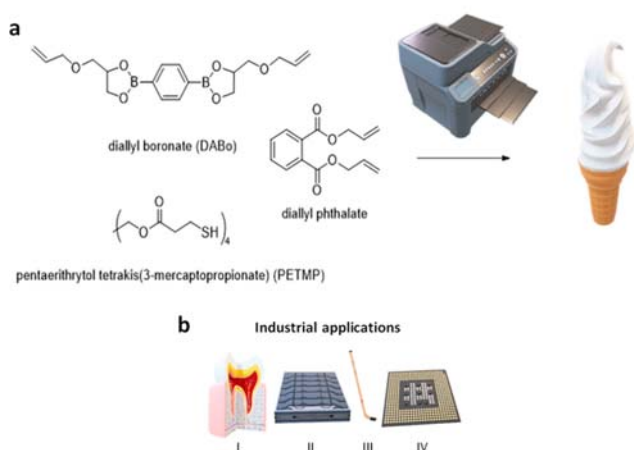 a
diallyl boronate (DABo)
diallyl phthalate
pentaerithrytol tetrakis(3-mercaptopropionate) (PETMP)
b
Industrial applications
I II III IV